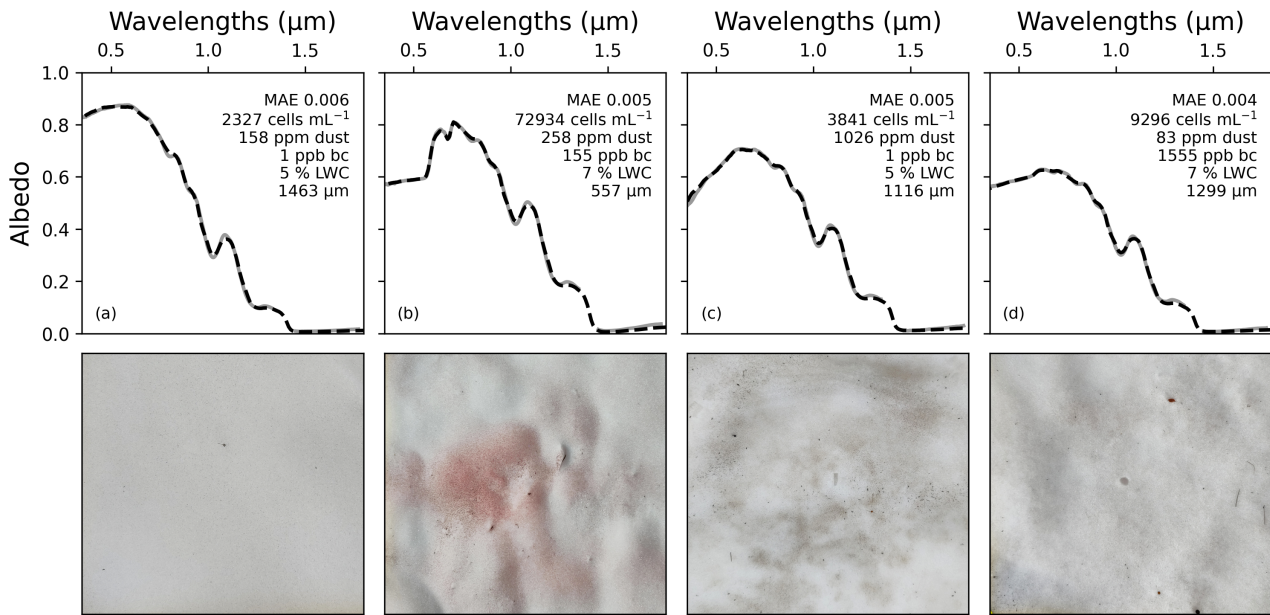 Wavelengths (µm) Wavelengths (µm) Wavelengths (µm) Wavelengths (µm)
0.5 1.0 1.5 0.5 1.0 1.5 0.5 1.0 1.5 0.5 1.0 1.5
Albedo
1.0
0.8
0.6
0.4
0.2
0.0
MAE 0.006
2327 cells mL⁻¹
158 ppm dust
1 ppb bc
5 % LWC
1463 µm
(a)
MAE 0.005
72934 cells mL⁻¹
258 ppm dust
155 ppb bc
7 % LWC
557 µm
(b)
MAE 0.005
3841 cells mL⁻¹
1026 ppm dust
1 ppb bc
5 % LWC
1116 µm
(c)
MAE 0.004
9296 cells mL⁻¹
83 ppm dust
1555 ppb bc
7 % LWC
1299 µm
(d)